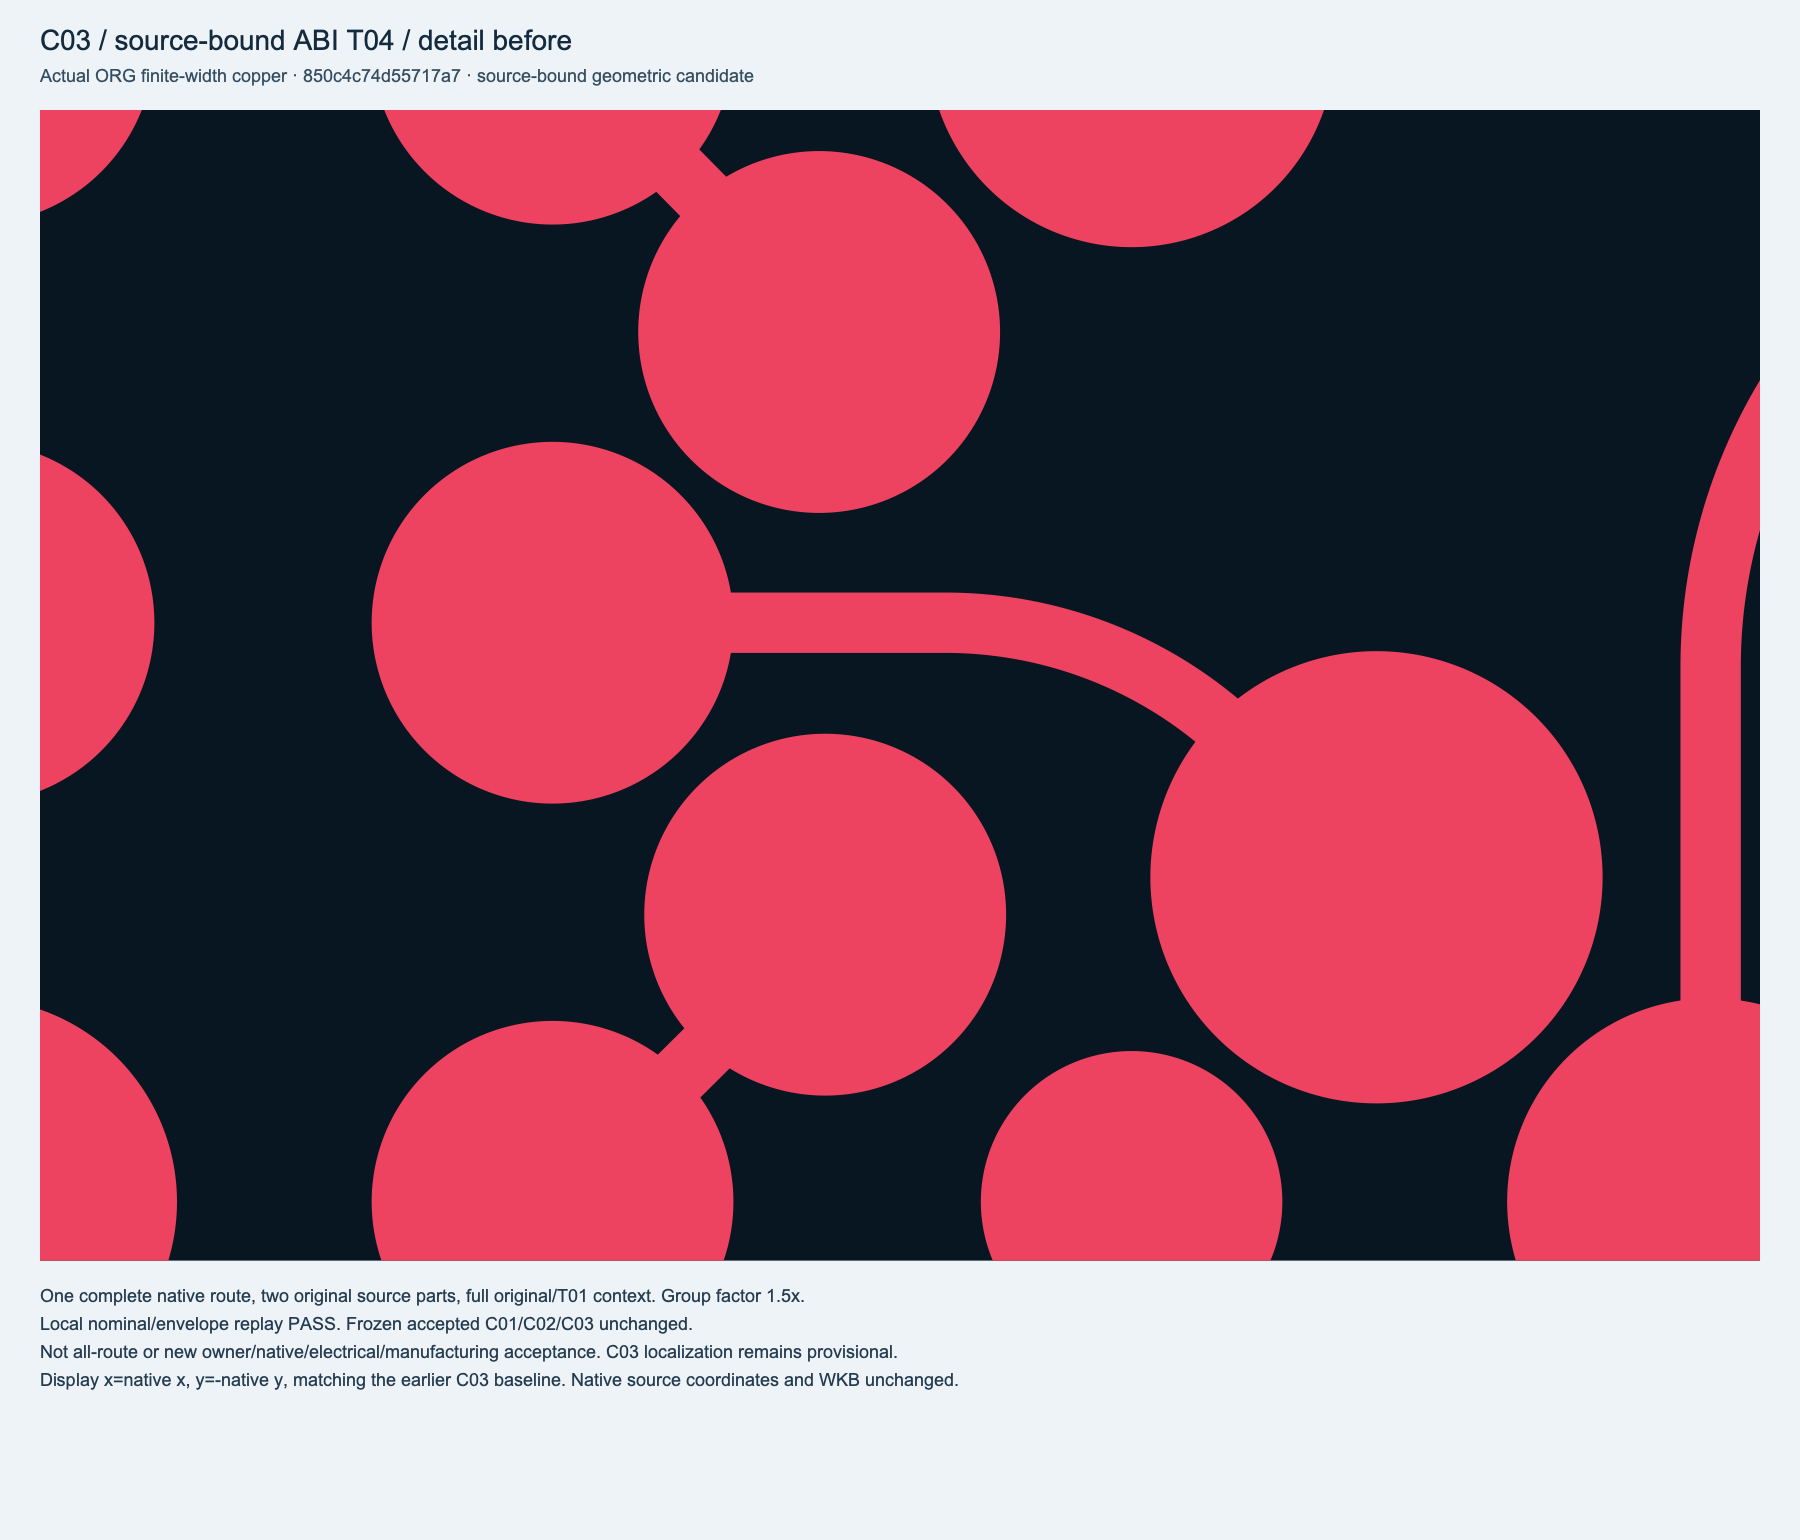 C03 / source-bound ABI T04 / detail before
Actual ORG finite-width copper · 850c4c74d55717a7 · source-bound geometric candidate
One complete native route, two original source parts, full original/T01 context. Group factor 1.5x.
Local nominal/envelope replay PASS. Frozen accepted C01/C02/C03 unchanged.
Not all-route or new owner/native/electrical/manufacturing acceptance. C03 localization remains provisional.
Display x=native x, y=-native y, matching the earlier C03 baseline. Native source coordinates and WKB unchanged.